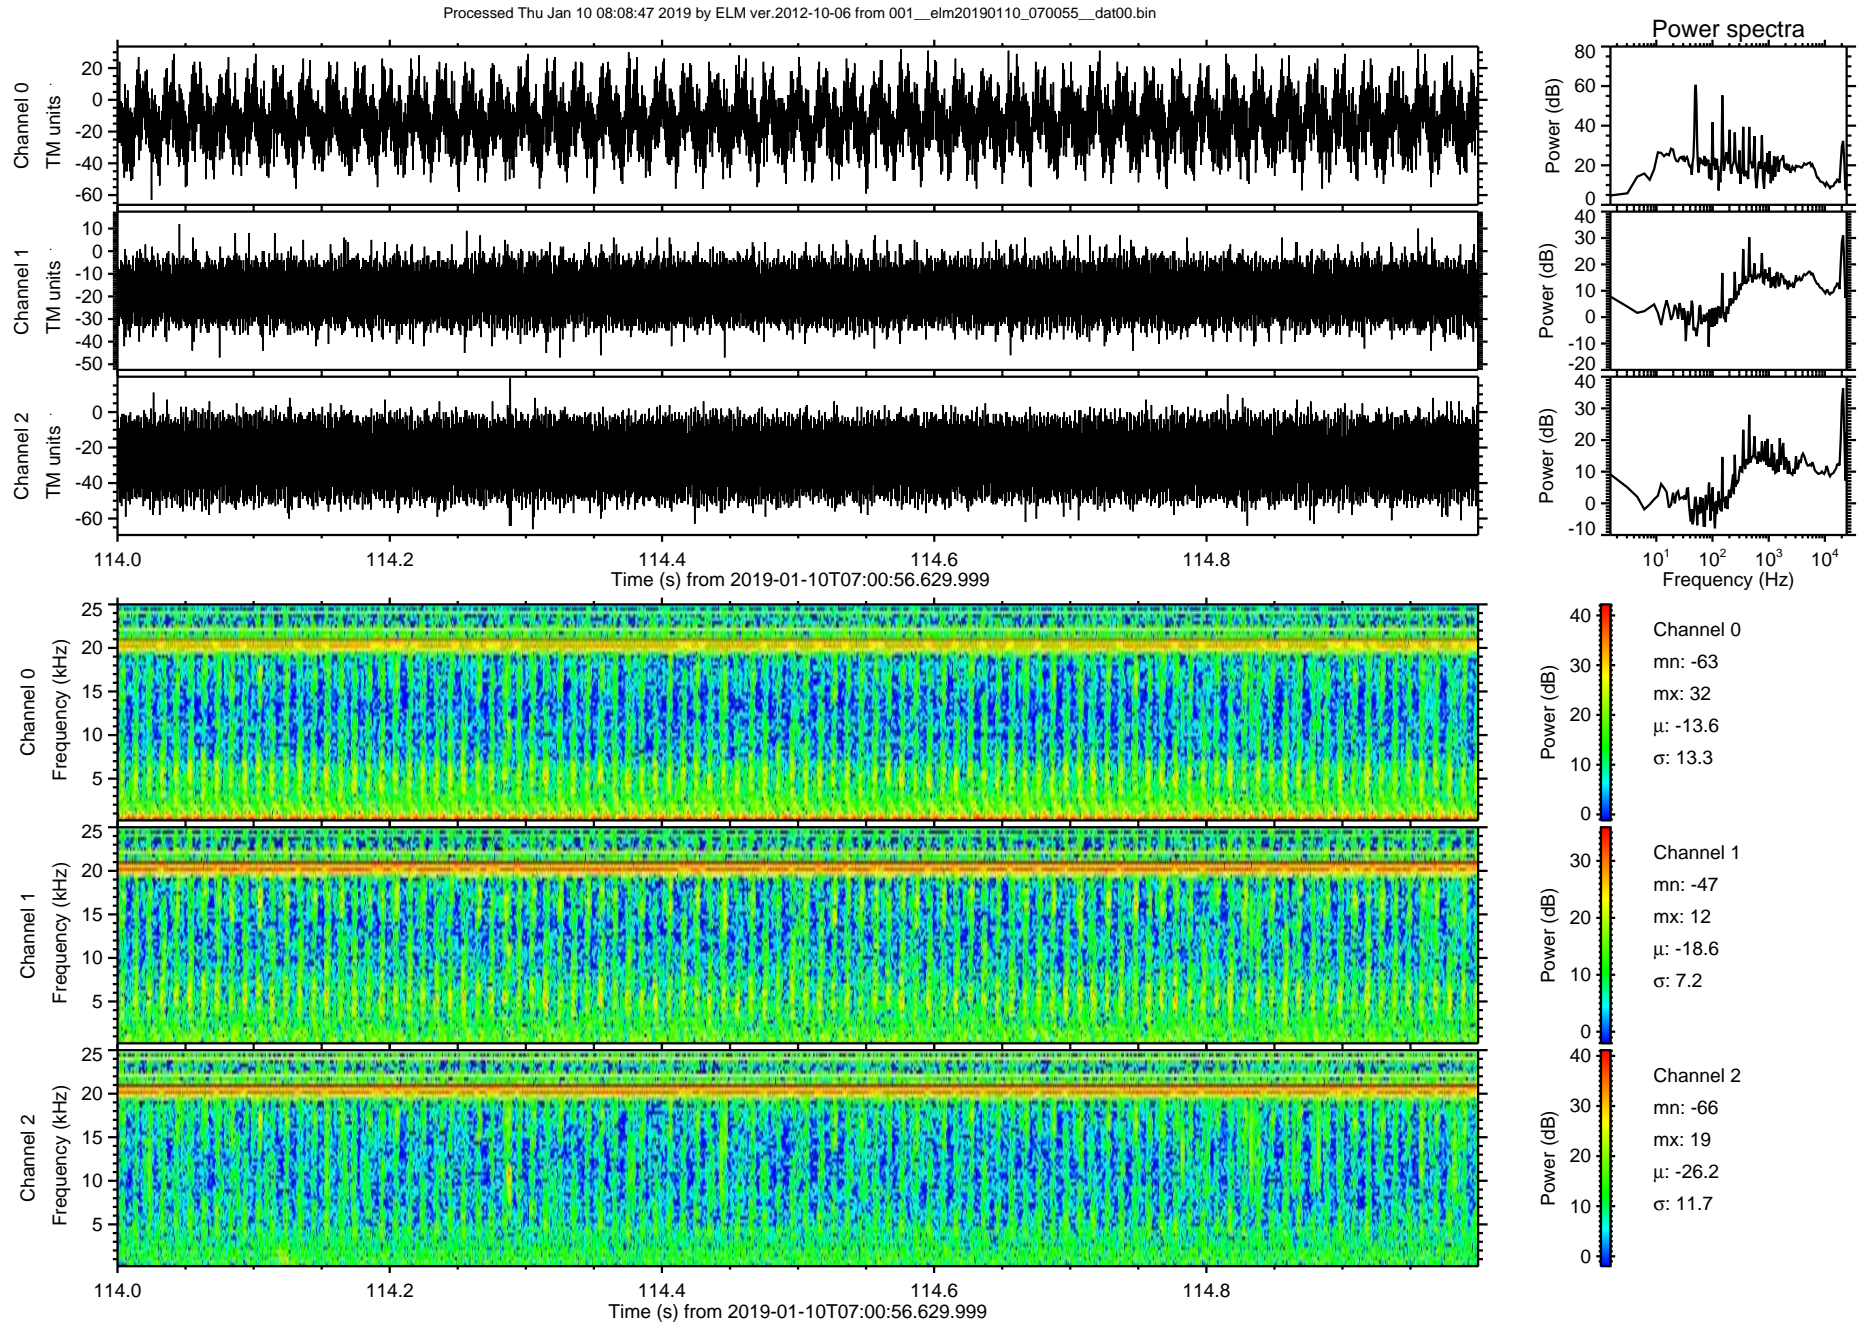 Processed Thu Jan 10 08:08:47 2019 by ELM ver.2012-10-06 from 001__elm20190110_070055__dat00.bin
Power spectra
Channel 0
TM units
20
0
-20
-40
-60
Power (dB)
80
60
40
20
0
Channel 1
TM units
10
0
-10
-20
-30
-40
-50
Power (dB)
40
30
20
10
0
-10
-20
Channel 2
TM units
0
-20
-40
-60
Power (dB)
40
30
20
10
0
-10
114.0 114.2 114.4 114.6 114.8
Time (s) from 2019-01-10T07:00:56.629.999
10¹ 10² 10³ 10⁴
Frequency (Hz)
Channel 0
Frequency (kHz)
25
20
15
10
5
Power (dB)
40
30
20
10
0
Channel 0
mn: -63
mx: 32
μ: -13.6
σ: 13.3
Channel 1
Frequency (kHz)
25
20
15
10
5
Power (dB)
30
20
10
0
Channel 1
mn: -47
mx: 12
μ: -18.6
σ: 7.2
Channel 2
Frequency (kHz)
25
20
15
10
5
Power (dB)
40
30
20
10
0
Channel 2
mn: -66
mx: 19
μ: -26.2
σ: 11.7
114.0 114.2 114.4 114.6 114.8
Time (s) from 2019-01-10T07:00:56.629.999